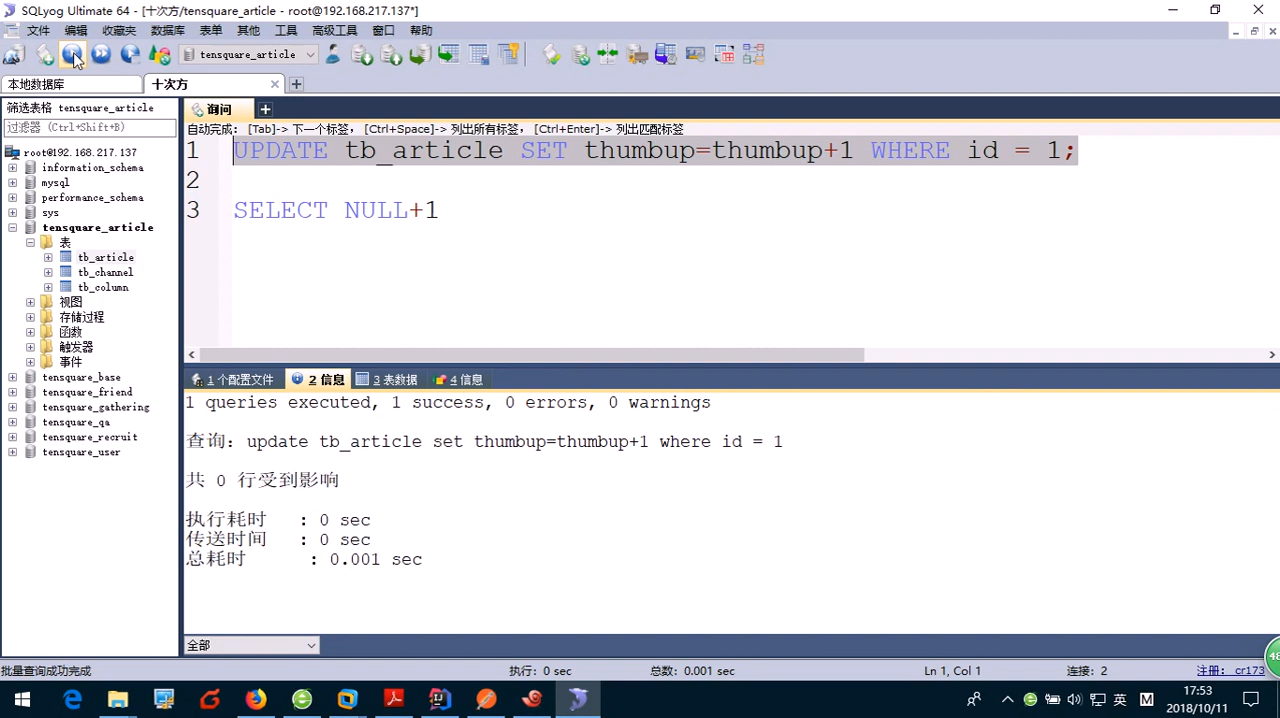 SQLyog Ultimate 64 - [十次方/tensquare_article - root@192.168.217.137*]
文件 编辑 收藏夹 数据库 表单 其他 工具 高级工具 窗口 帮助
tensquare_article
本地数据库 十次方
筛选表格 tensquare_article
过滤器 (Ctrl+Shift+B)
root@192.168.217.137
information_schema
mysql
performance_schema
sys
tensquare_article
表
tb_article
tb_channel
tb_column
视图
存储过程
函数
触发器
事件
tensquare_base
tensquare_friend
tensquare_gathering
tensquare_qa
tensquare_recruit
tensquare_user
询问
自动完成: [Tab]-> 下一个标签, [Ctrl+Space]-> 列出所有标签, [Ctrl+Enter]-> 列出匹配标签
1 UPDATE tb_article SET thumbup=thumbup+1 WHERE id = 1;
2
3 SELECT NULL+1
1 个配置文件 2 信息 3 表数据 4 信息
1 queries executed, 1 success, 0 errors, 0 warnings
查询: update tb_article set thumbup=thumbup+1 where id = 1
共 0 行受到影响
执行耗时 : 0 sec
传送时间 : 0 sec
总耗时 : 0.001 sec
全部
批量查询成功完成 执行: 0 sec 总数: 0.001 sec Ln 1, Col 1 连接: 2 注册: cr173
48
英 M 17:53
2018/10/11